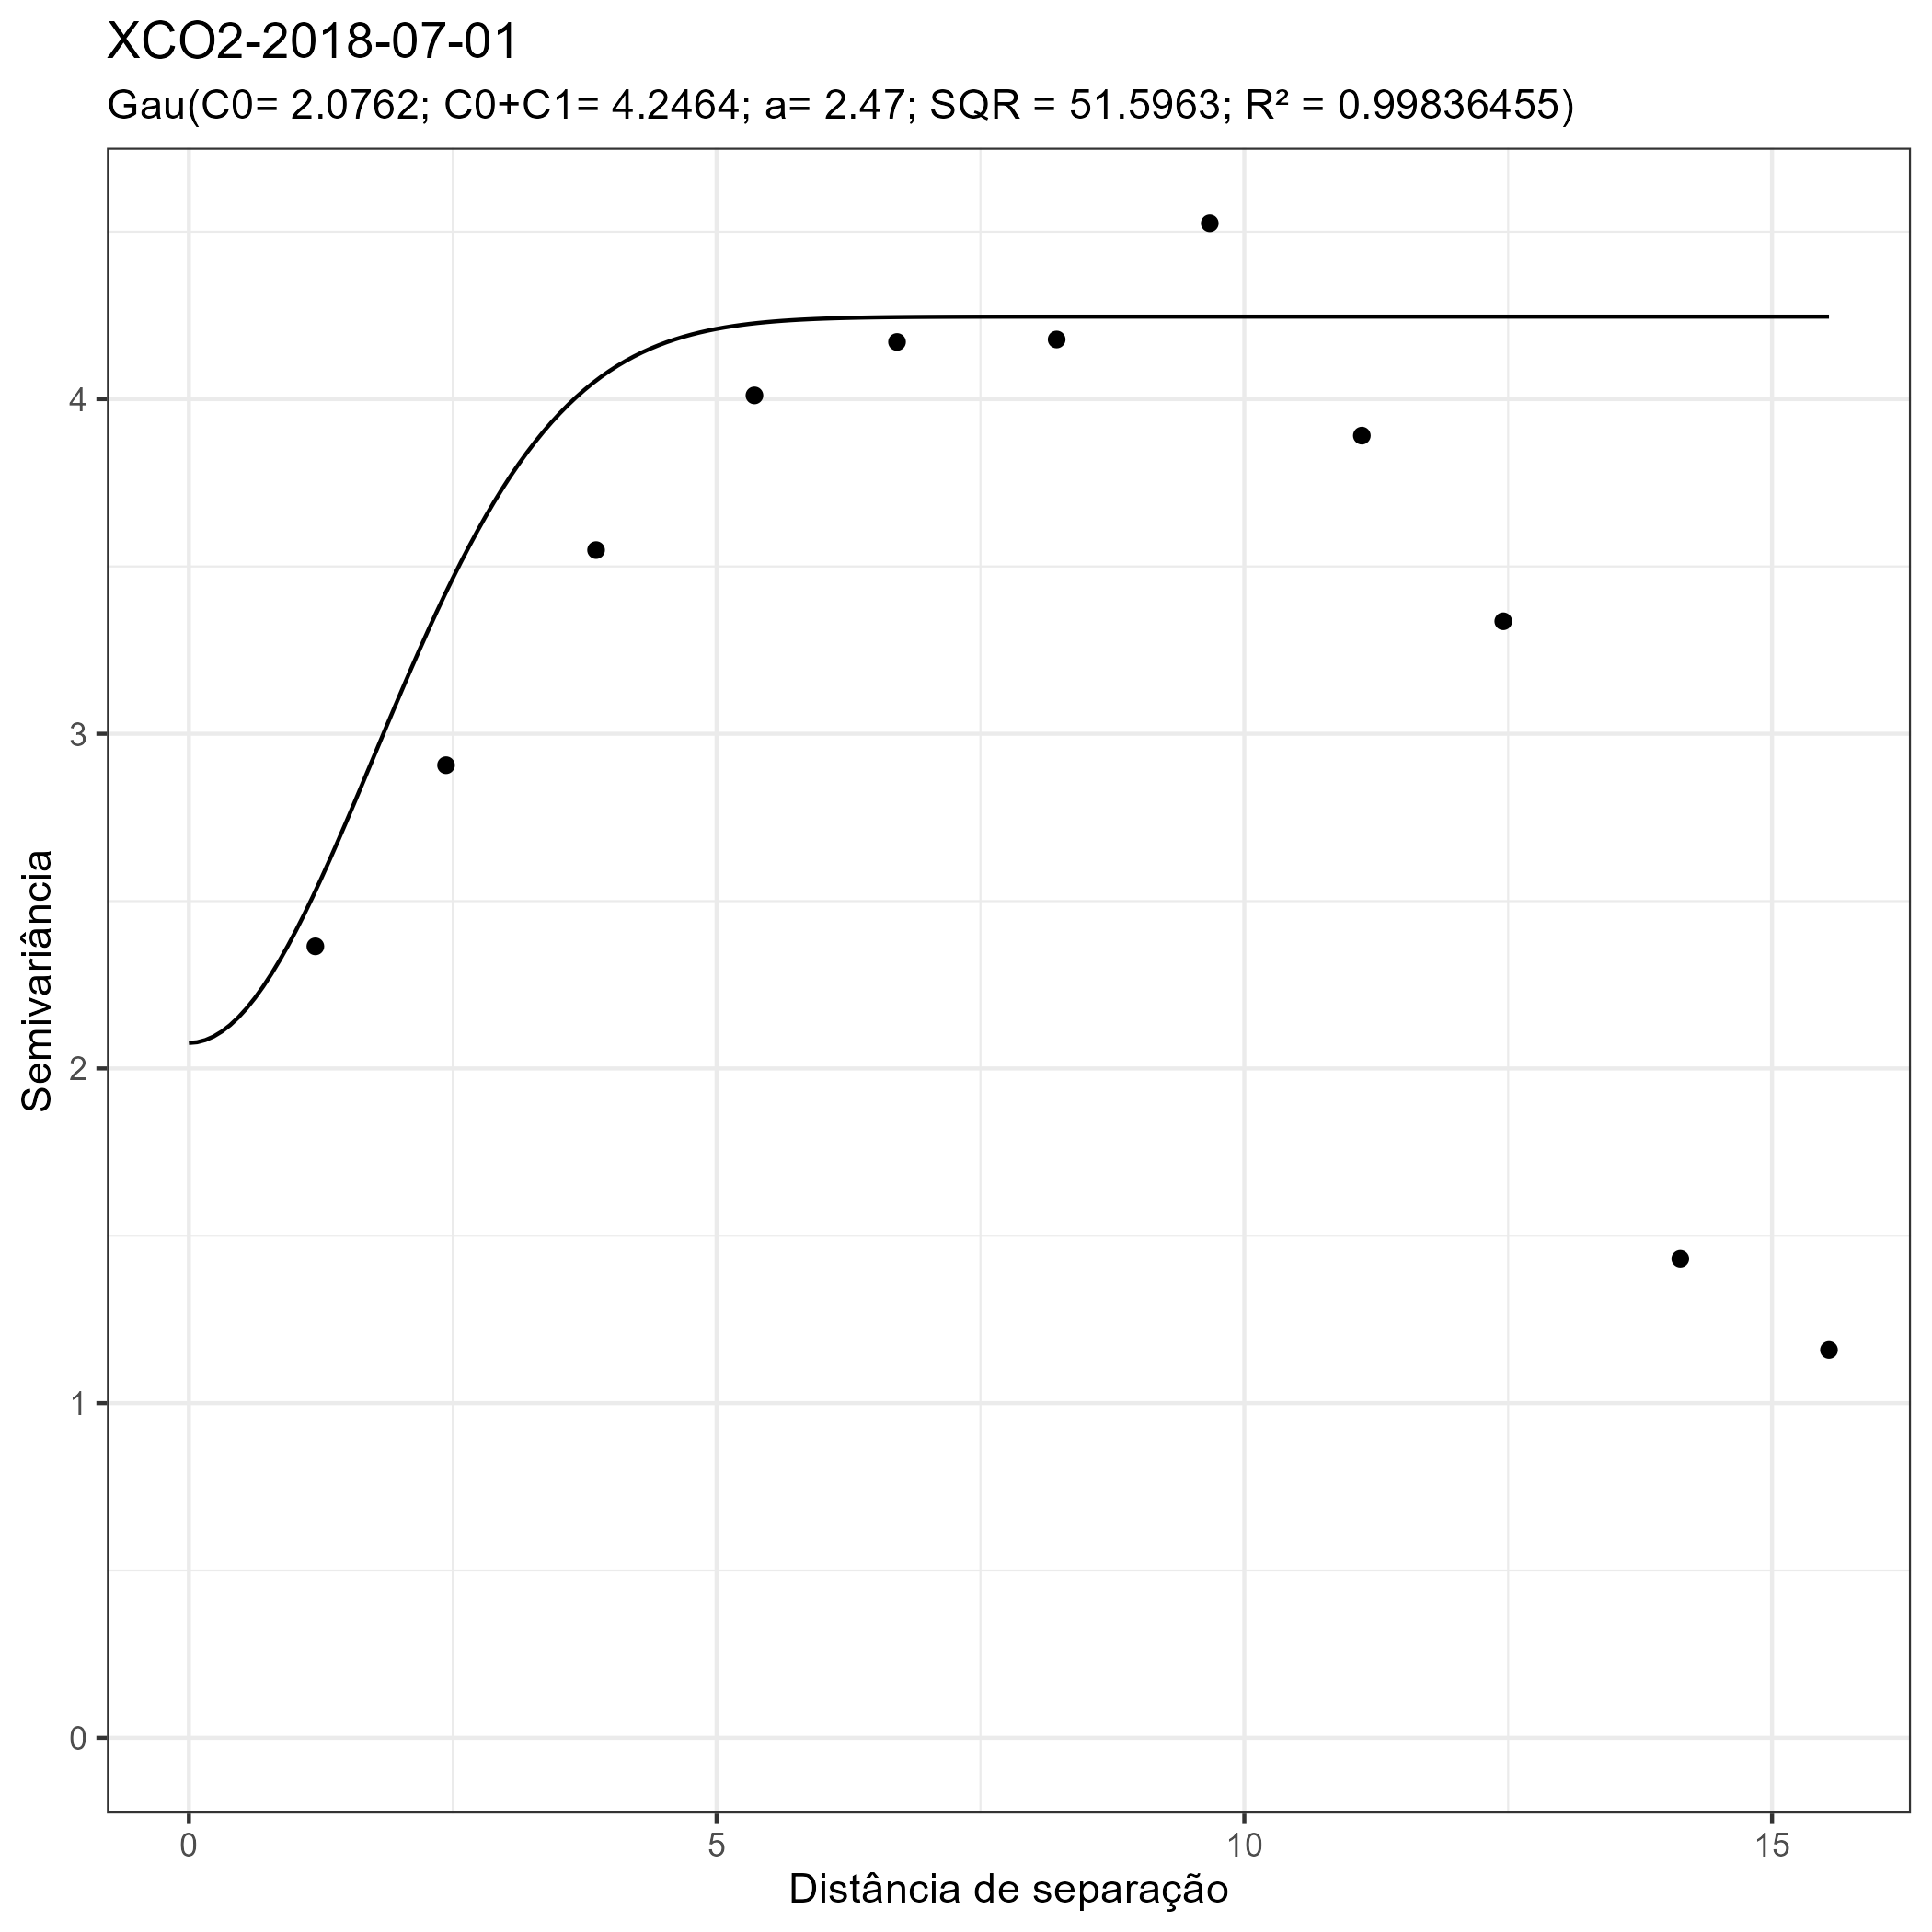 XCO2-2018-07-01
Gau(C0= 2.0762; C0+C1= 4.2464; a= 2.47; SQR = 51.5963; R² = 0.99836455)
Semivariância
4
3
2
1
0
0 5 10 15
Distância de separação